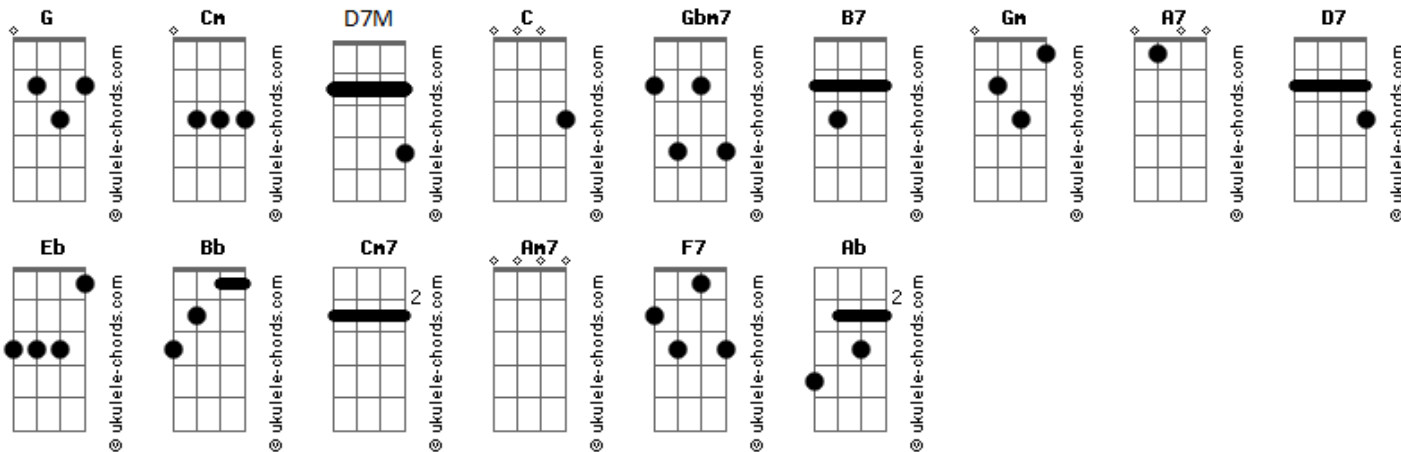 G Cm D7M C Gbm7 B7 Gm A7 D7
© ukulele-chords.com © ukulele-chords.com © ukulele-chords.com © ukulele-chords.com © ukulele-chords.com © ukulele-chords.com © ukulele-chords.com © ukulele-chords.com © ukulele-chords.com
Eb Bb Cm7 Am7 F7 Ab
2 2
© ukulele-chords.com © ukulele-chords.com © ukulele-chords.com © ukulele-chords.com © ukulele-chords.com © ukulele-chords.com